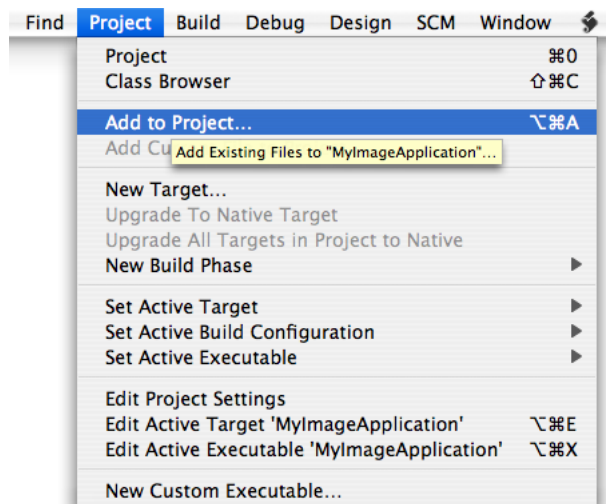 Find Project Build Debug Design SCM Window
Project ⌘0
Class Browser ⇧⌘C
Add to Project... ⌥⌘A
Add Cu
Add Existing Files to "MyImageApplication"...
New Target...
Upgrade To Native Target
Upgrade All Targets in Project to Native
New Build Phase
Set Active Target
Set Active Build Configuration
Set Active Executable
Edit Project Settings
Edit Active Target 'MyImageApplication' ⌥⌘E
Edit Active Executable 'MyImageApplication' ⌥⌘X
New Custom Executable...